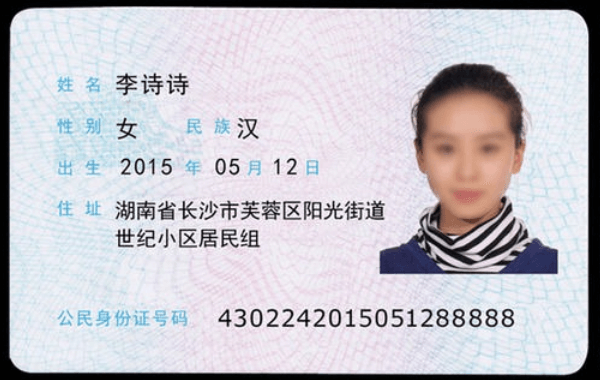 姓名 李诗诗
性别 女 民族 汉
出生 2015 年 05 月 12 日
住址 湖南省长沙市芙蓉区阳光街道
世纪小区居民组
公民身份证号码 4302242015051288888